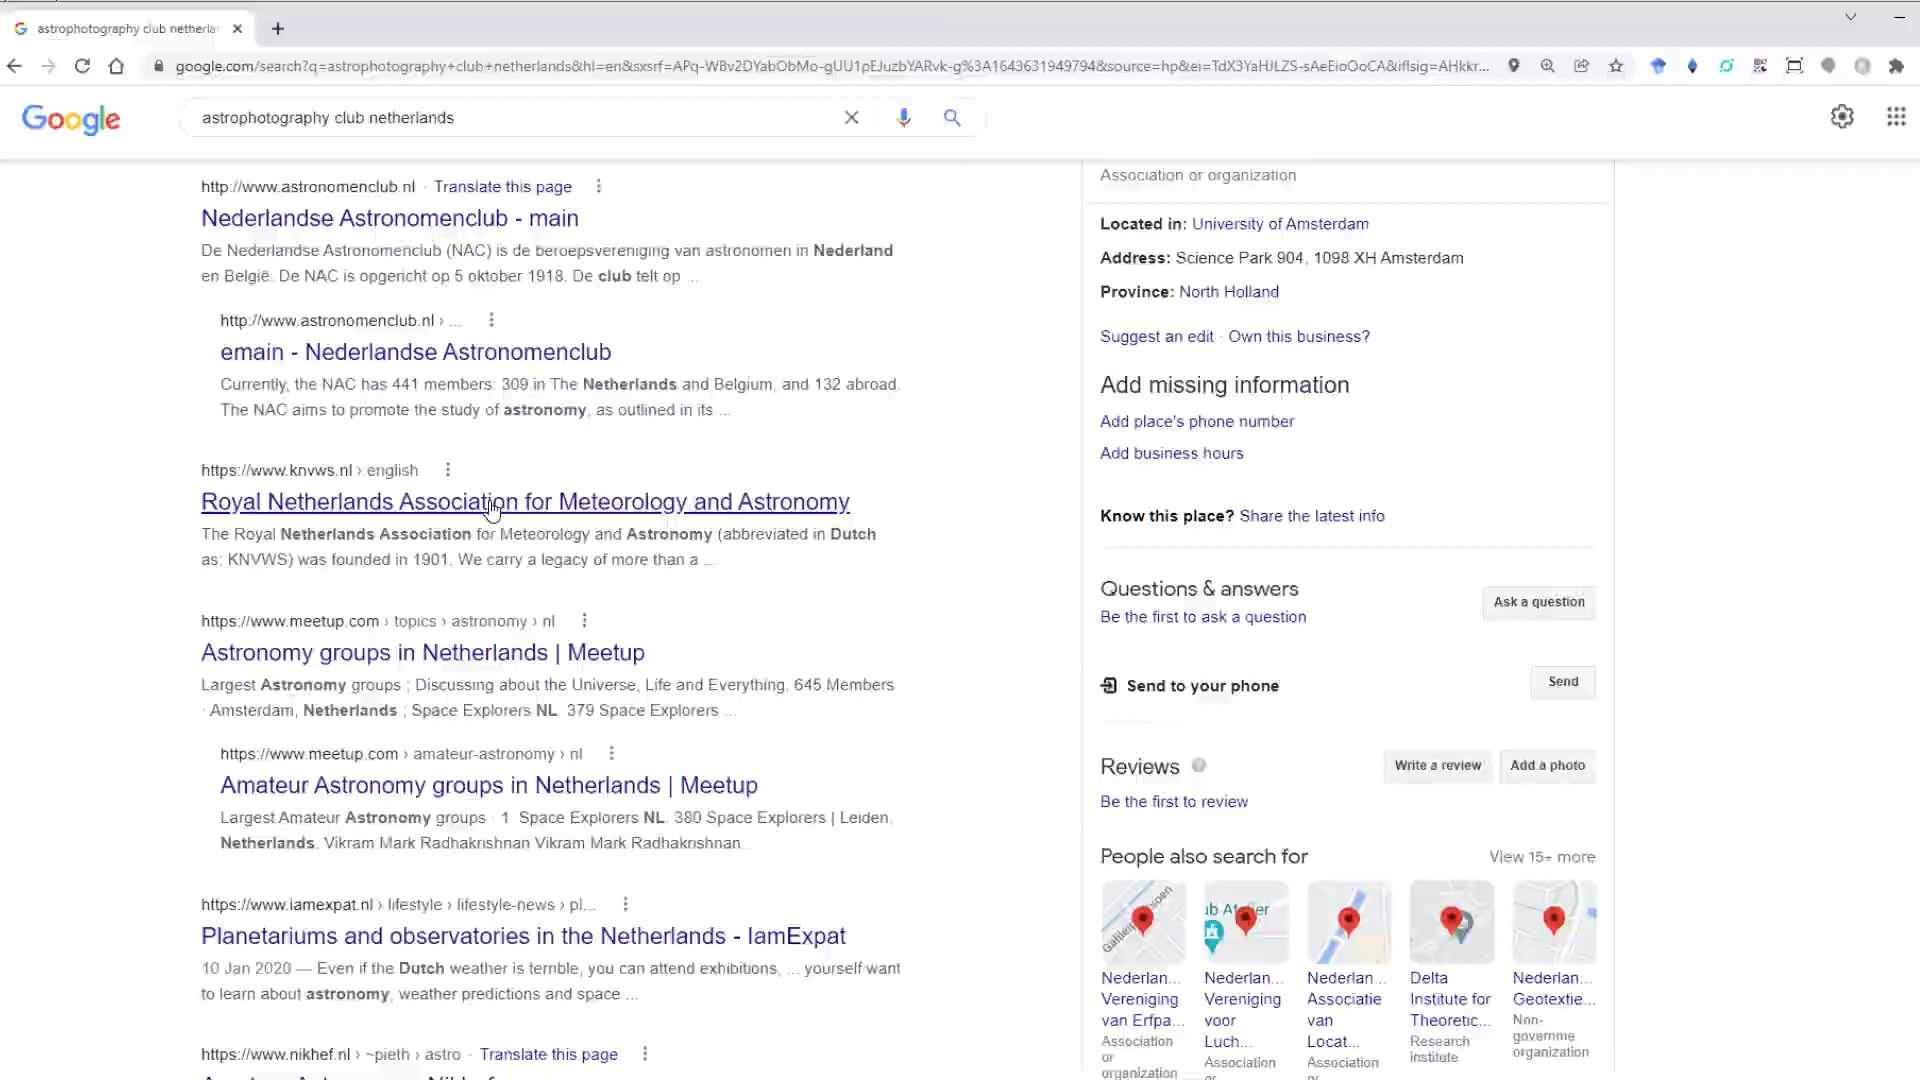 astrophotography club netherlar
google.com/search?q=astrophotography+club+netherlands&hl=en&sxsrf=APq-WBv2DYabObMo-gUU1pEJuzbYARvk-g%3A1643631949794&source=hp&ei=TdX3YaHJLZS-sAeEioOoCA&iflsig=AHkkr...
Google
astrophotography club netherlands
http://www.astronomenclub.nl · Translate this page
Nederlandse Astronomenclub - main
De Nederlandse Astronomenclub (NAC) is de beroepsvereniging van astronomen in Nederland
en België. De NAC is opgericht op 5 oktober 1918. De club telt op ...
http://www.astronomenclub.nl › ...
emain - Nederlandse Astronomenclub
Currently, the NAC has 441 members: 309 in The Netherlands and Belgium, and 132 abroad.
The NAC aims to promote the study of astronomy, as outlined in its ...
https://www.knvws.nl › english
Royal Netherlands Association for Meteorology and Astronomy
The Royal Netherlands Association for Meteorology and Astronomy (abbreviated in Dutch
as: KNVWS) was founded in 1901. We carry a legacy of more than a ...
https://www.meetup.com › topics › astronomy › nl
Astronomy groups in Netherlands | Meetup
Largest Astronomy groups ; Discussing about the Universe, Life and Everything. 645 Members
· Amsterdam, Netherlands ; Space Explorers NL. 379 Space Explorers ...
https://www.meetup.com › amateur-astronomy › nl
Amateur Astronomy groups in Netherlands | Meetup
Largest Amateur Astronomy groups · 1. Space Explorers NL. 380 Space Explorers | Leiden,
Netherlands. Vikram Mark Radhakrishnan Vikram Mark Radhakrishnan.
https://www.iamexpat.nl › lifestyle › lifestyle-news › pl...
Planetariums and observatories in the Netherlands - IamExpat
10 Jan 2020 — Even if the Dutch weather is terrible, you can attend exhibitions, ... yourself want
to learn about astronomy, weather predictions and space ...
https://www.nikhef.nl › ~pieth › astro · Translate this page
Association or organization
Located in: University of Amsterdam
Address: Science Park 904, 1098 XH Amsterdam
Province: North Holland
Suggest an edit · Own this business?
Add missing information
Add place's phone number
Add business hours
Know this place? Share the latest info
Questions & answers
Be the first to ask a question
Ask a question
Send to your phone
Send
Reviews
Write a review
Add a photo
Be the first to review
People also search for
View 15+ more
Galileïplantsoen
ub Atelier
Nederlan...
Vereniging
van Erfpa...
Association
or
organization
Nederlan...
Vereniging
voor
Luch...
Association
or
Nederlan...
Associatie
van
Locat...
Association
or
Delta
Institute for
Theoretic...
Research
institute
Nederlan...
Geotextie...
Non-
governme
organization